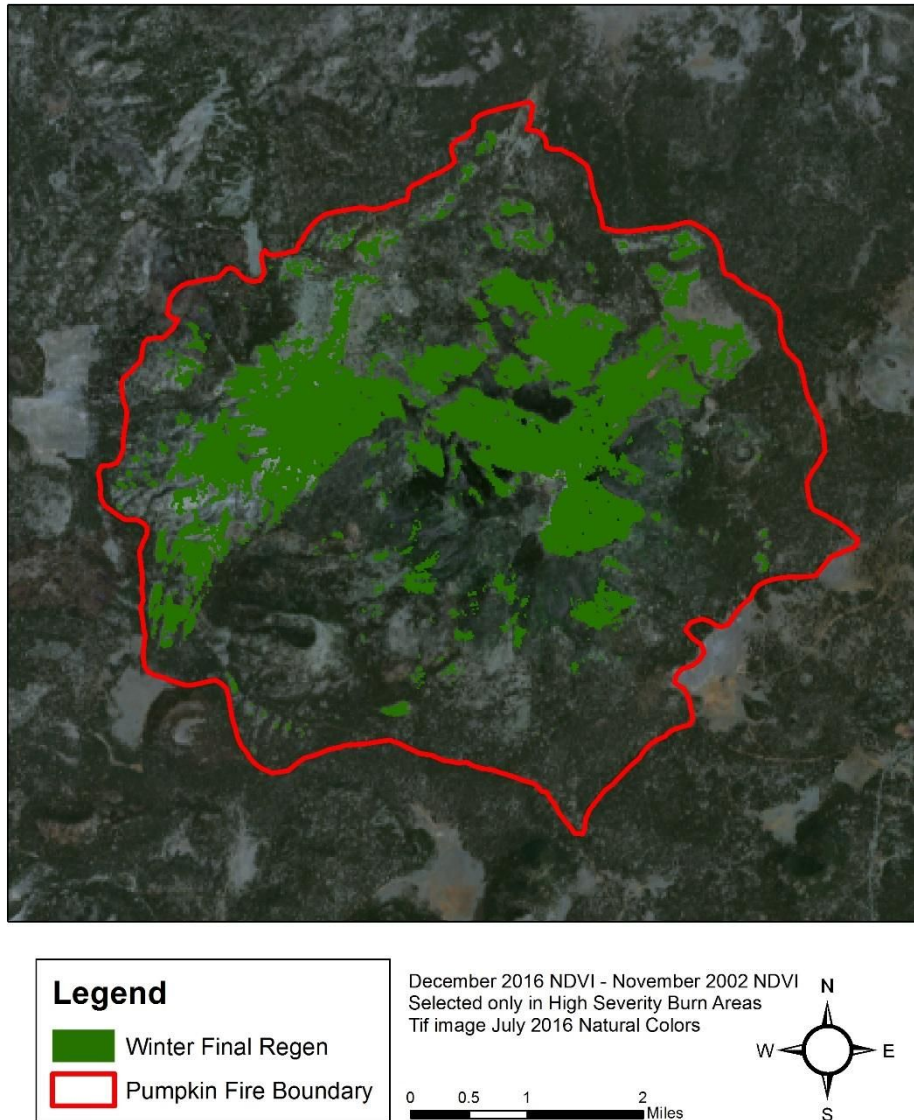 Legend
Winter Final Regen
Pumpkin Fire Boundary
December 2016 NDVI - November 2002 NDVI
Selected only in High Severity Burn Areas
Tif image July 2016 Natural Colors
N
W E
S
0 0.5 1 2
Miles